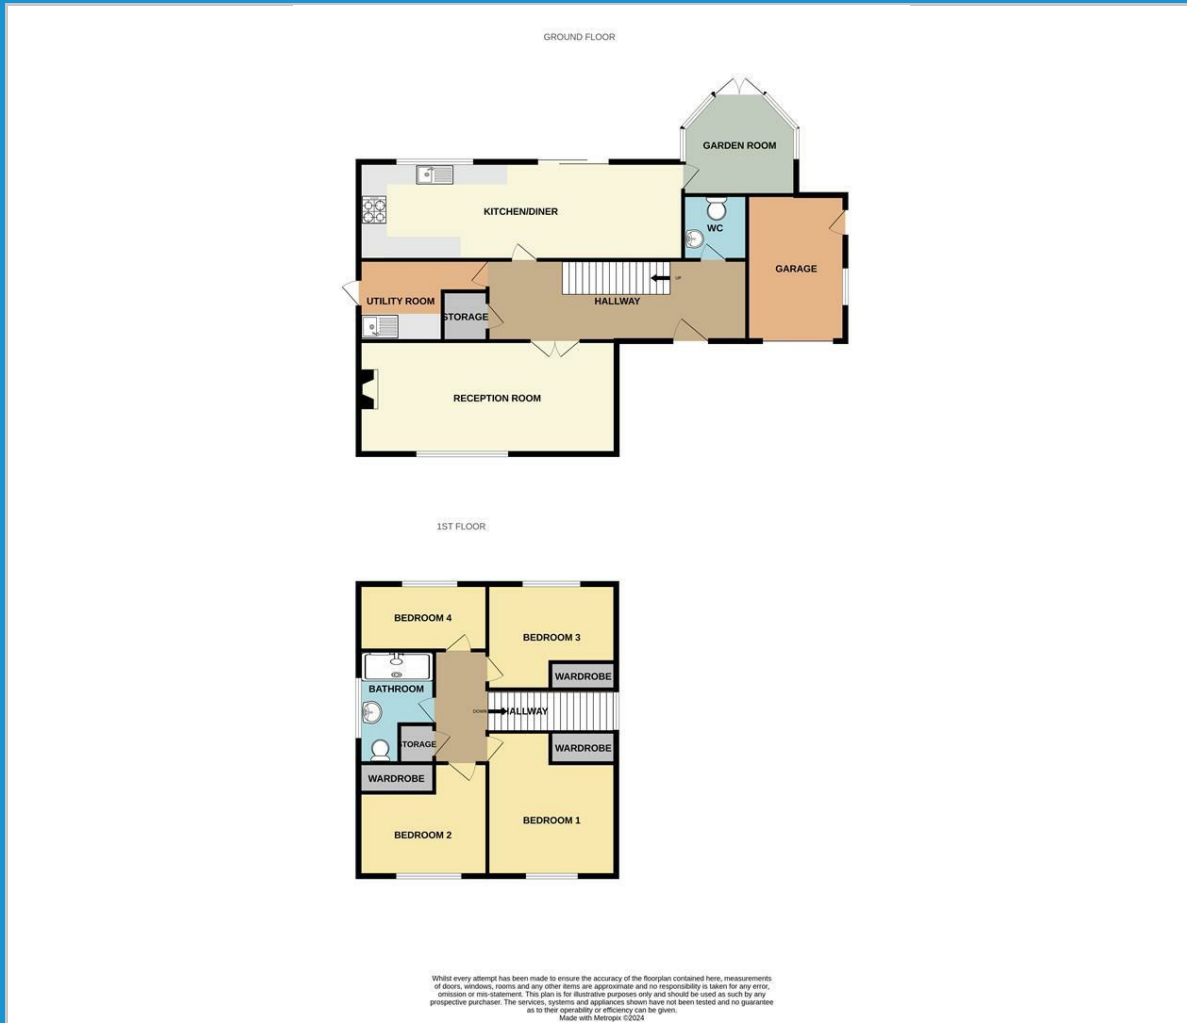 GROUND FLOOR
GARDEN ROOM
KITCHEN/DINER
WC
GARAGE
UP
UTILITY ROOM
HALLWAY
STORAGE
RECEPTION ROOM
1ST FLOOR
BEDROOM 4
BEDROOM 3
WARDROBE
BATHROOM
DOWN
HALLWAY
STORAGE
WARDROBE
WARDROBE
BEDROOM 1
BEDROOM 2
Whilst every attempt has been made to ensure the accuracy of the floorplan contained here, measurements
of doors, windows, rooms and any other items are approximate and no responsibility is taken for any error,
omission or mis-statement. This plan is for illustrative purposes only and should be used as such by any
prospective purchaser. The services, systems and appliances shown have not been tested and no guarantee
as to their operability or efficiency can be given.
Made with Metropix ©2024